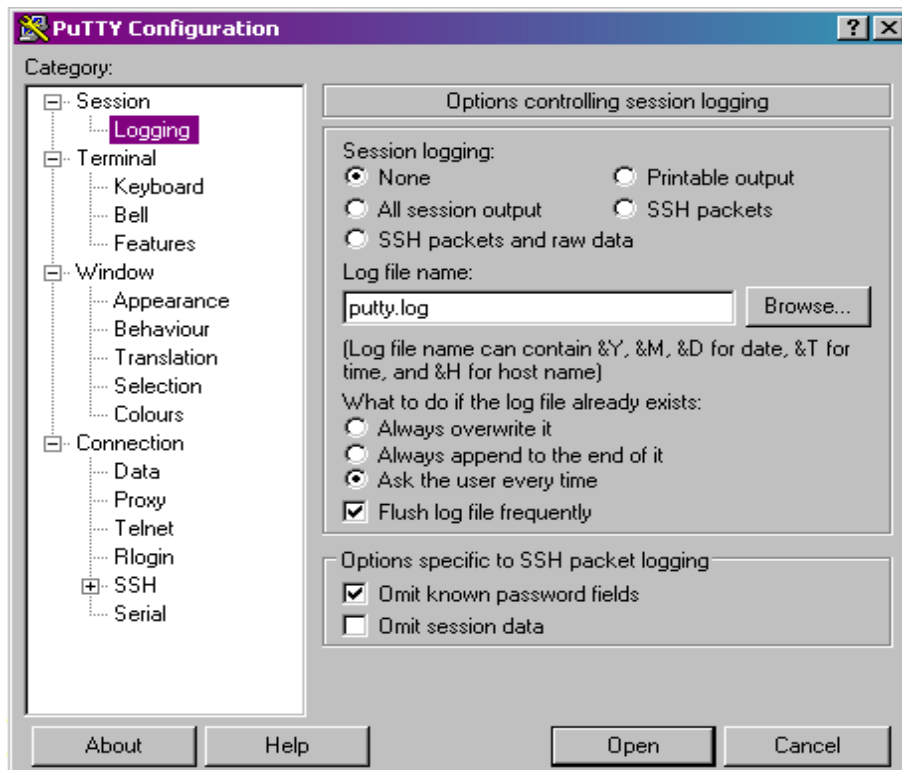 PuTTY Configuration
Category:
Session
Logging
Terminal
Keyboard
Bell
Features
Window
Appearance
Behaviour
Translation
Selection
Colours
Connection
Data
Proxy
Telnet
Rlogin
SSH
Serial
Options controlling session logging
Session logging:
None
Printable output
All session output
SSH packets
SSH packets and raw data
Log file name:
putty.log
Browse...
(Log file name can contain &Y, &M, &D for date, &T for
time, and &H for host name)
What to do if the log file already exists:
Always overwrite it
Always append to the end of it
Ask the user every time
Flush log file frequently
Options specific to SSH packet logging
Omit known password fields
Omit session data
About
Help
Open
Cancel